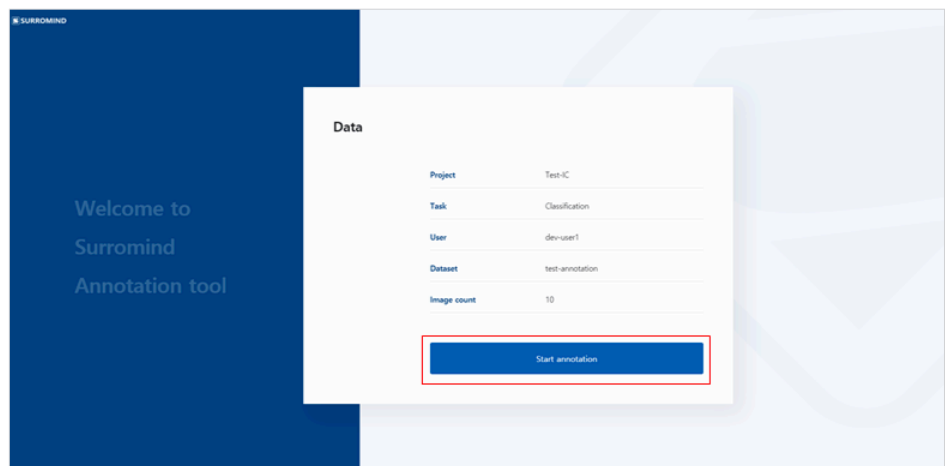 SURROMIND
Welcome to
Surromind
Annotation tool
Data
Project Test-IC
Task Classification
User dev-user1
Dataset test-annotation
Image count 10
Start annotation